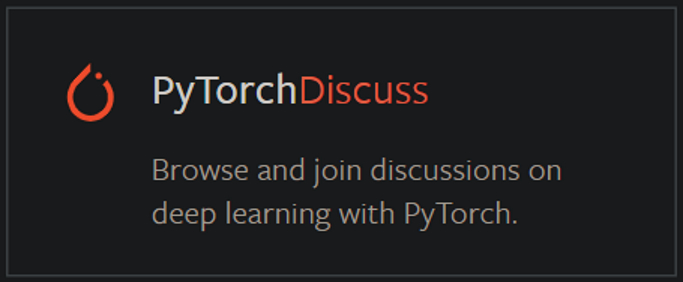 PyTorchDiscuss
Browse and join discussions on
deep learning with PyTorch.